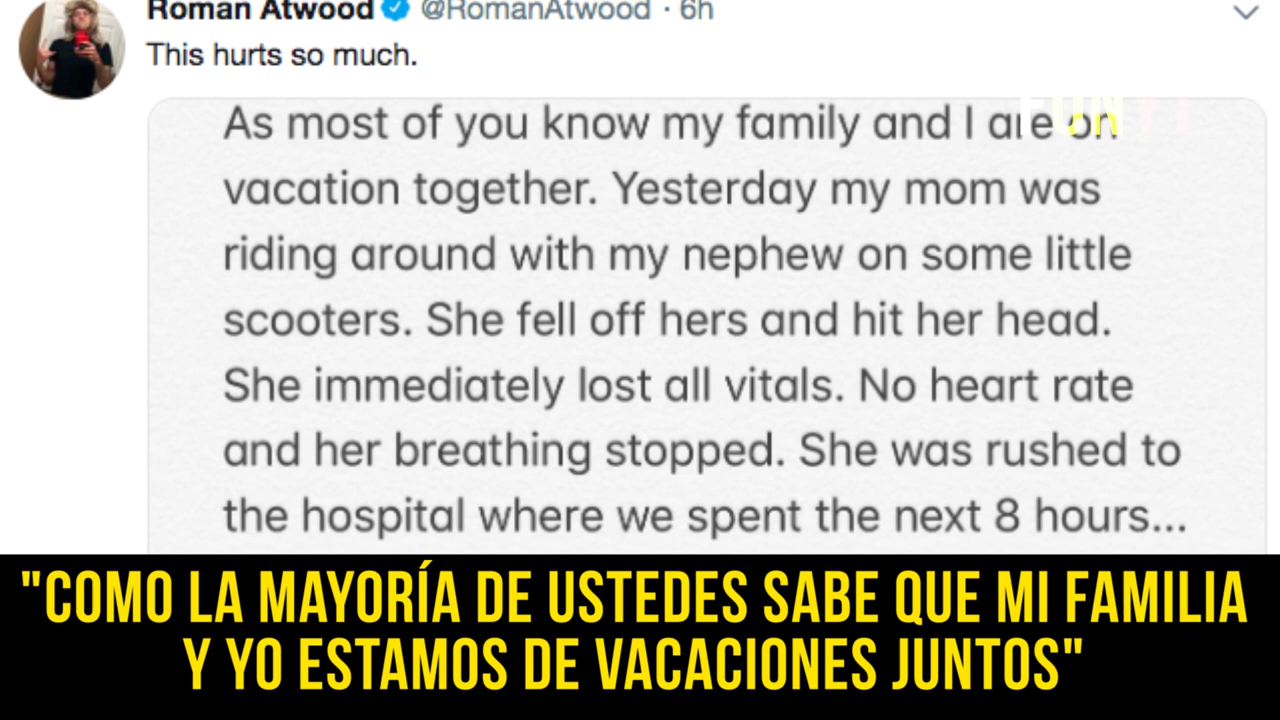 Roman Atwood @RomanAtwood · 6h
This hurts so much.
As most of you know my family and I are on
vacation together. Yesterday my mom was
riding around with my nephew on some little
scooters. She fell off hers and hit her head.
She immediately lost all vitals. No heart rate
and her breathing stopped. She was rushed to
the hospital where we spent the next 8 hours...
"COMO LA MAYORÍA DE USTEDES SABE QUE MI FAMILIA
Y YO ESTAMOS DE VACACIONES JUNTOS"